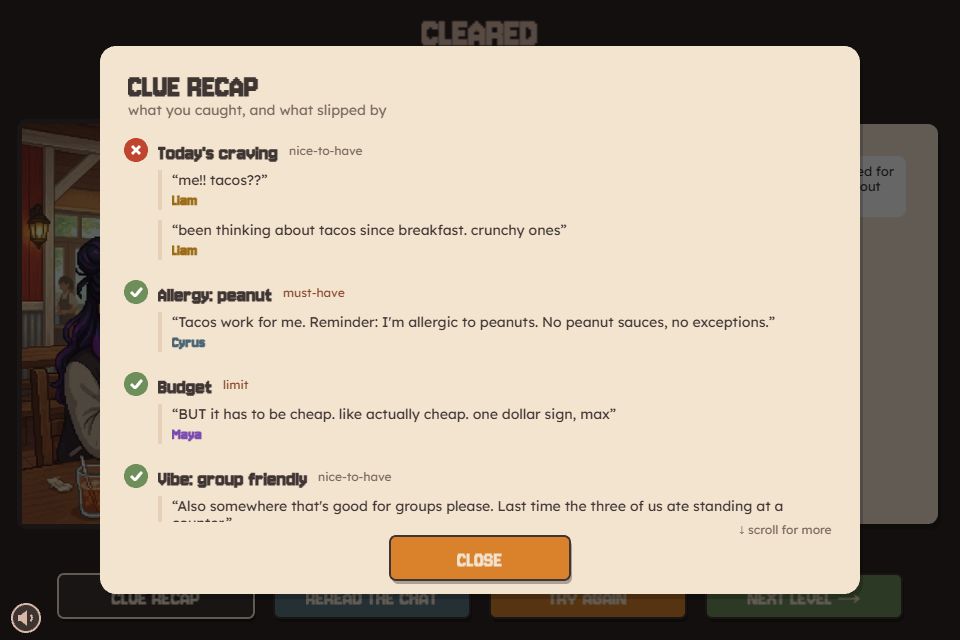 CLEARED
CLUE RECAP
what you caught, and what slipped by
Today's craving nice-to-have
“me!! tacos??”
Liam
“been thinking about tacos since breakfast. crunchy ones”
Liam
Allergy: peanut must-have
“Tacos work for me. Reminder: I'm allergic to peanuts. No peanut sauces, no exceptions.”
Cyrus
Budget limit
“BUT it has to be cheap. like actually cheap. one dollar sign, max”
Maya
Vibe: group friendly nice-to-have
“Also somewhere that's good for groups please. Last time the three of us ate standing at a
counter”
↓ scroll for more
CLOSE
for
out
CLUE RECAP
REREAD THE CHAT
TRY AGAIN
NEXT LEVEL →